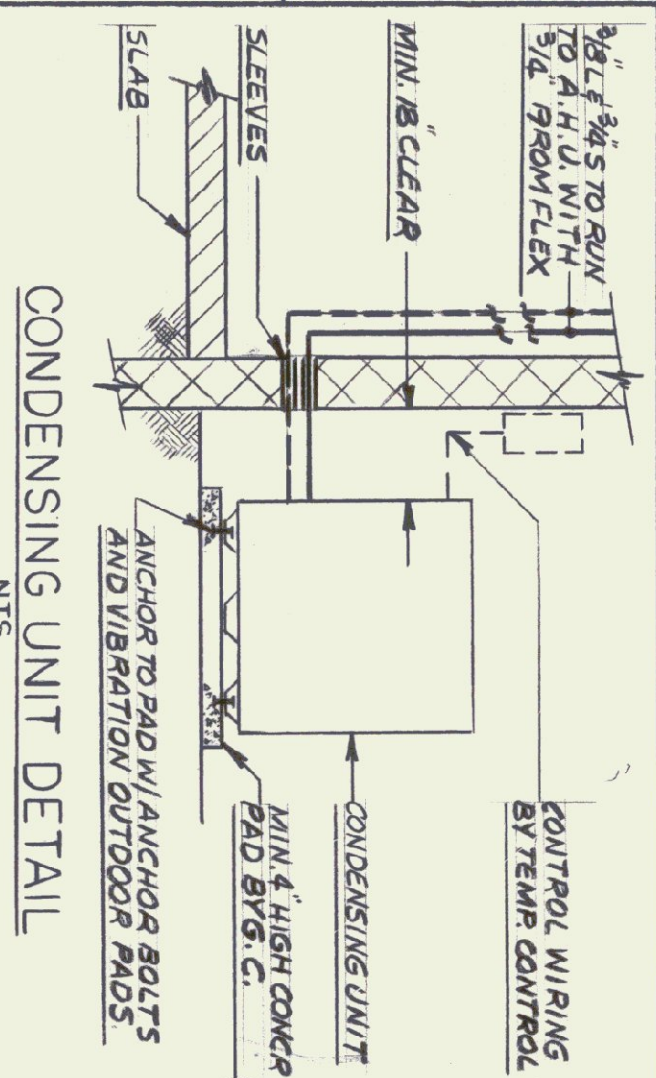 3/8" L & 3/4" S TO RUN
TO A.H.U. WITH
3/4" PROMFLEX
MIN. 18" CLEAR
SLEEVES
SLAB
CONTROL WIRING
BY TEMP. CONTROL
CONDENSING UNIT
MIN. 4" HIGH CONCR
PAD BY G.C.
ANCHOR TO PAD W/ ANCHOR BOLTS
AND VIBRATION OUTDOOR PADS.
CONDENSING UNIT DETAIL
NTS